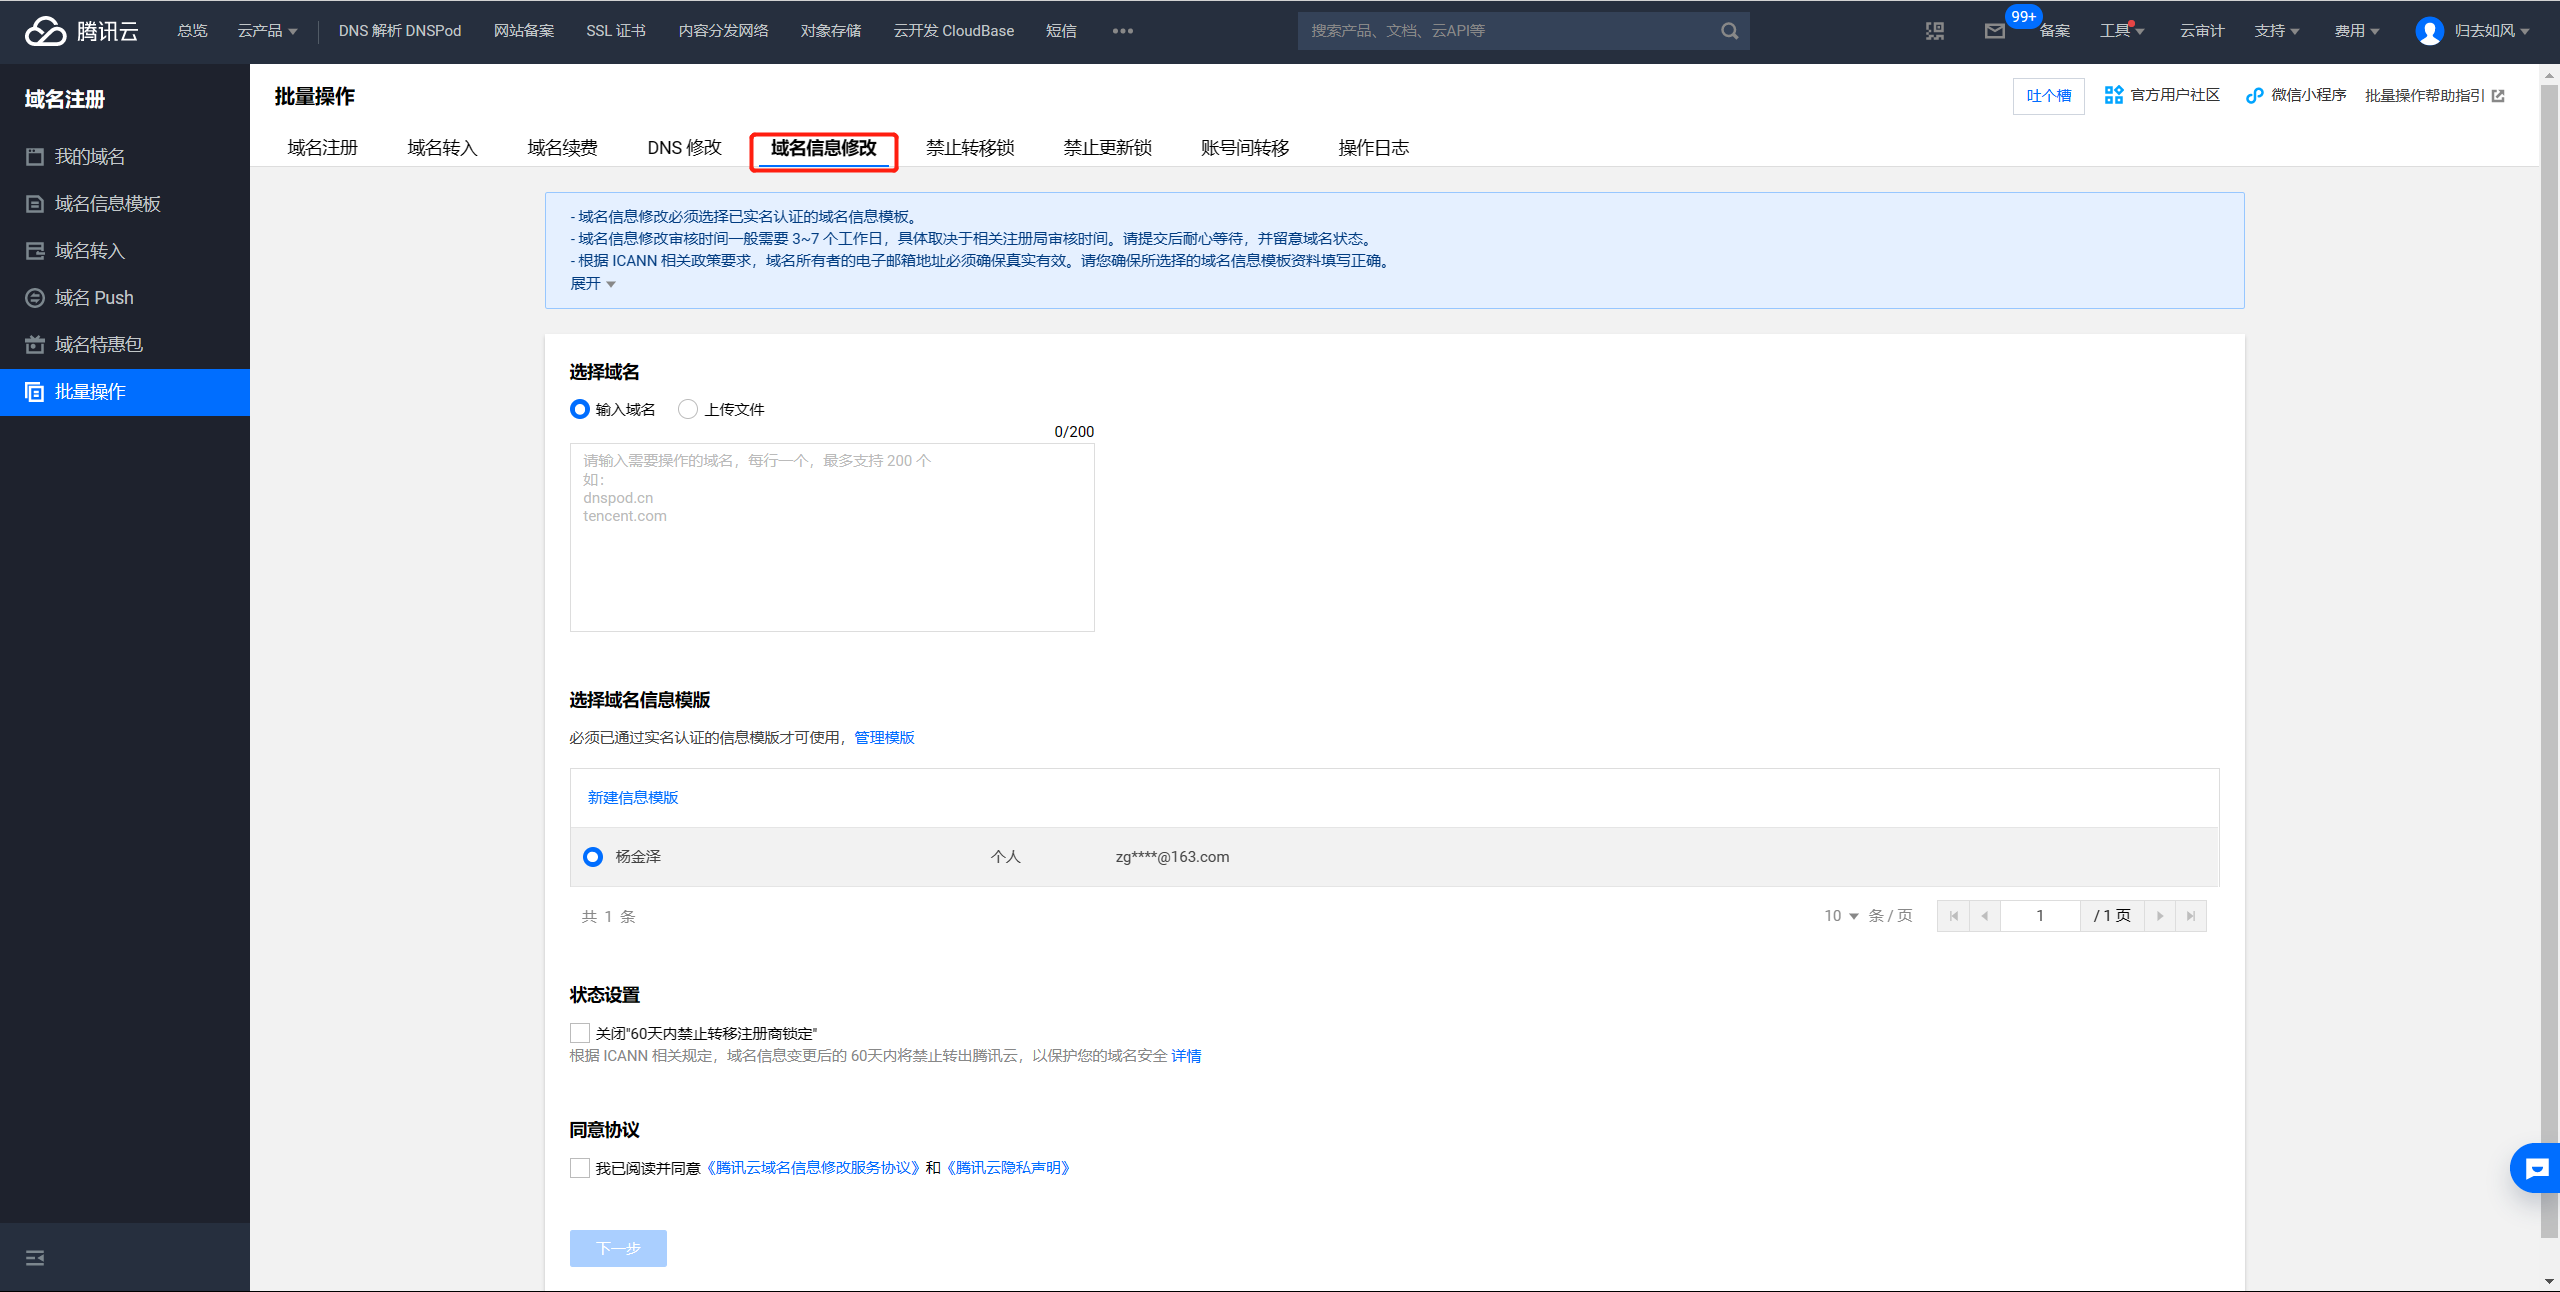 腾讯云
总览
云产品
DNS 解析 DNSPod
网站备案
SSL 证书
内容分发网络
对象存储
云开发 CloudBase
短信
搜索产品、文档、云API等
99+
备案
工具
云审计
支持
费用
归去如风
域名注册
我的域名
域名信息模板
域名转入
域名 Push
域名特惠包
批量操作
批量操作
吐个槽
官方用户社区
微信小程序
批量操作帮助指引
域名注册
域名转入
域名续费
DNS 修改
域名信息修改
禁止转移锁
禁止更新锁
账号间转移
操作日志
- 域名信息修改必须选择已实名认证的域名信息模板。
- 域名信息修改审核时间一般需要 3~7 个工作日，具体取决于相关注册局审核时间。请提交后耐心等待，并留意域名状态。
- 根据 ICANN 相关政策要求，域名所有者的电子邮箱地址必须确保真实有效。请您确保所选择的域名信息模板资料填写正确。
展开
选择域名
输入域名
上传文件
0/200
请输入需要操作的域名，每行一个，最多支持 200 个
如：
dnspod.cn
tencent.com
选择域名信息模版
必须已通过实名认证的信息模版才可使用，管理模版
新建信息模版
杨金泽
个人
zg****@163.com
共 1 条
10
条 / 页
1
/ 1 页
状态设置
关闭"60天内禁止转移注册商锁定"
根据 ICANN 相关规定，域名信息变更后的 60天内将禁止转出腾讯云，以保护您的域名安全 详情
同意协议
我已阅读并同意《腾讯云域名信息修改服务协议》和《腾讯云隐私声明》
下一步